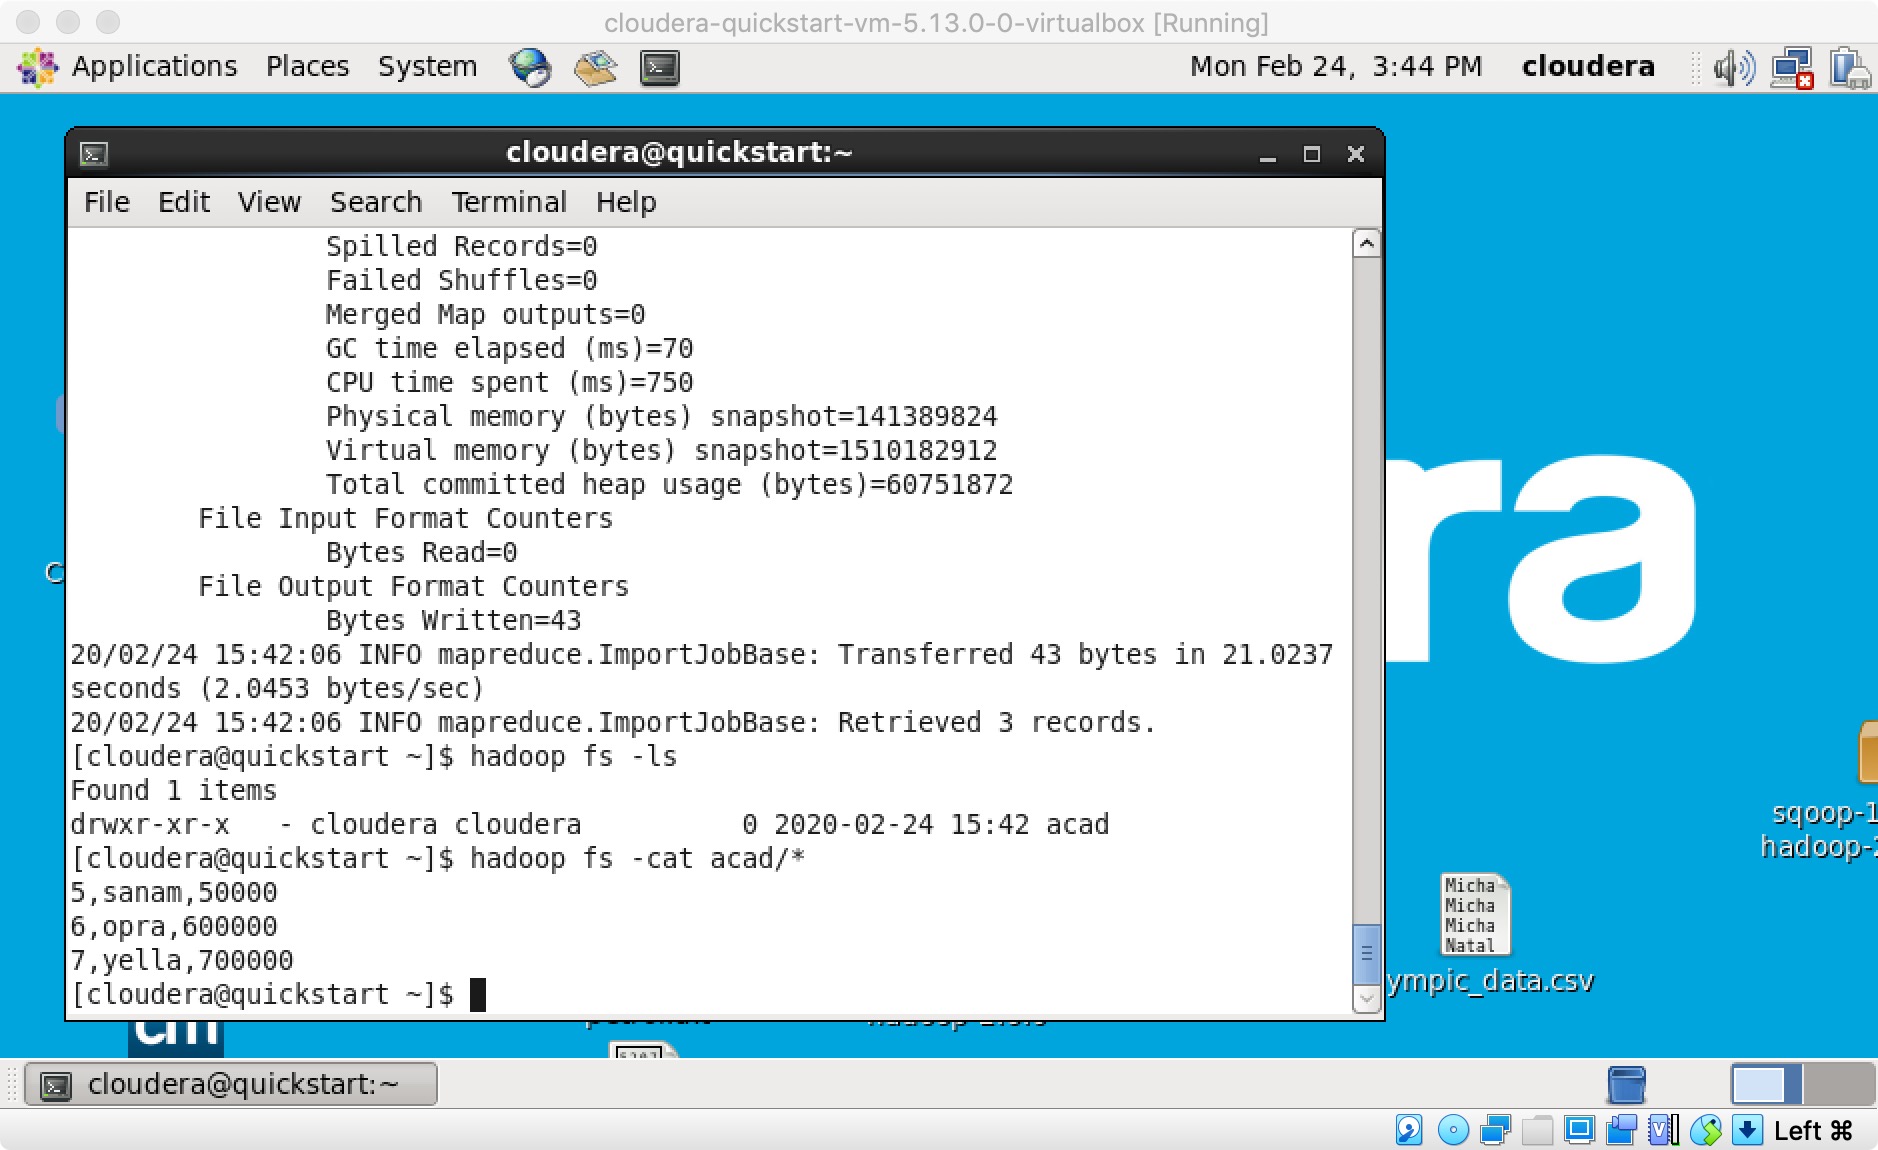 cloudera-quickstart-vm-5.13.0-0-virtualbox [Running]
Applications Places System Mon Feb 24, 3:44 PM cloudera
cloudera@quickstart:~
File Edit View Search Terminal Help
Spilled Records=0
Failed Shuffles=0
Merged Map outputs=0
GC time elapsed (ms)=70
CPU time spent (ms)=750
Physical memory (bytes) snapshot=141389824
Virtual memory (bytes) snapshot=1510182912
Total committed heap usage (bytes)=60751872
File Input Format Counters
Bytes Read=0
File Output Format Counters
Bytes Written=43
20/02/24 15:42:06 INFO mapreduce.ImportJobBase: Transferred 43 bytes in 21.0237
seconds (2.0453 bytes/sec)
20/02/24 15:42:06 INFO mapreduce.ImportJobBase: Retrieved 3 records.
[cloudera@quickstart ~]$ hadoop fs -ls
Found 1 items
drwxr-xr-x   - cloudera cloudera          0 2020-02-24 15:42 acad
[cloudera@quickstart ~]$ hadoop fs -cat acad/*
5,sanam,50000
6,opra,600000
7,yella,700000
[cloudera@quickstart ~]$
ra
C
sqoop-1
hadoop-2
Micha
Micha
Micha
Natal
ympic_data.csv
cm
cloudera@quickstart:~
Left ⌘